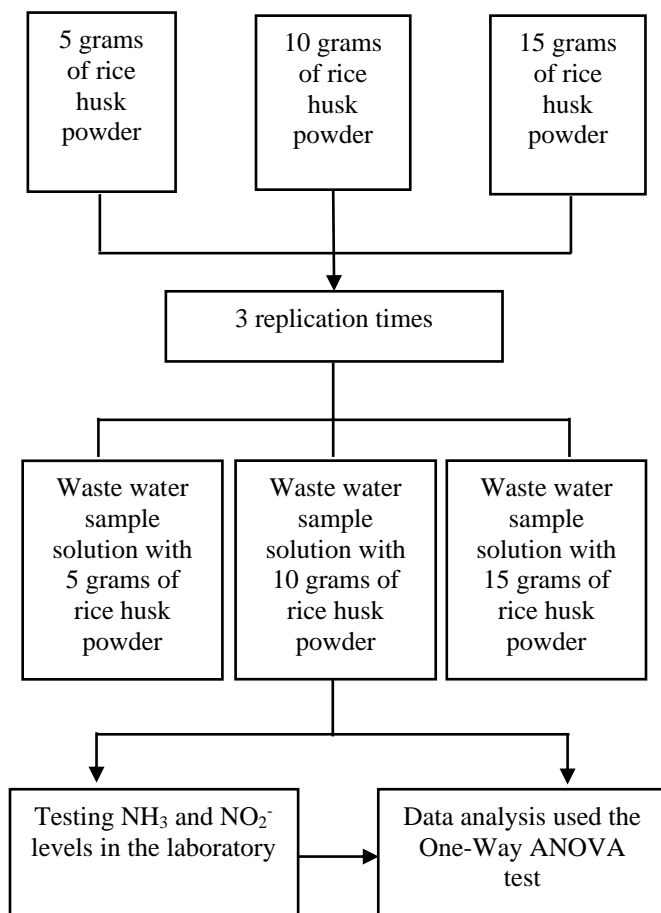 5 grams
of rice
husk
powder
10 grams
of rice
husk
powder
15 grams
of rice
husk
powder
3 replication times
Waste water
sample
solution with
5 grams of
rice husk
powder
Waste water
sample
solution with
10 grams of
rice husk
powder
Waste water
sample
solution with
15 grams of
rice husk
powder
Testing NH₃ and NO₂⁻
levels in the laboratory
Data analysis used the
One-Way ANOVA
test